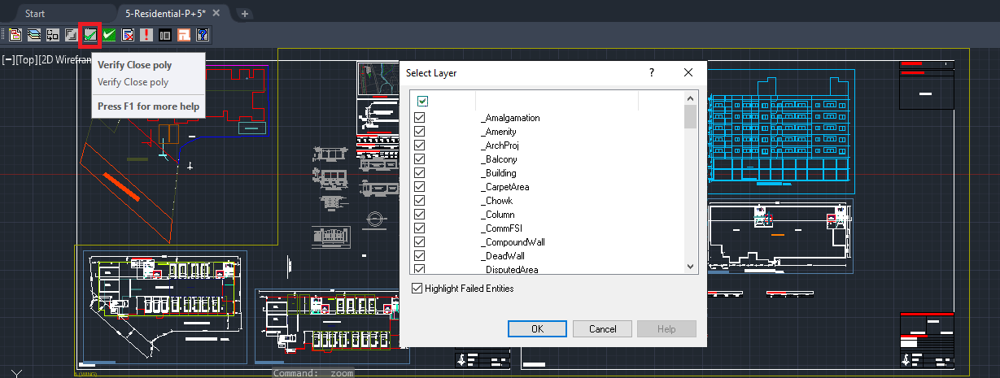 Start
5-Residential-P+5*
[−][Top][2D Wirefram
Verify Close poly
Verify Close poly
Press F1 for more help
Select Layer
?
_Amalgamation
_Amenity
_ArchProj
_Balcony
_Building
_CarpetArea
_Chowk
_Column
_CommFSI
_CompoundWall
_DeadWall
_DisputedArea
Highlight Failed Entities
OK
Cancel
Help
(WING)
Command: zoom
Y